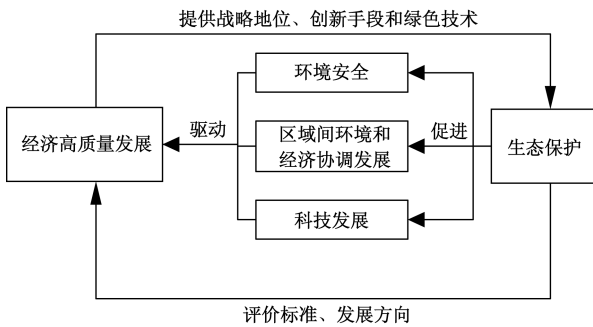 提供战略地位、创新手段和绿色技术
环境安全
经济高质量发展
驱动
区域间环境和
经济协调发展
促进
生态保护
科技发展
评价标准、发展方向